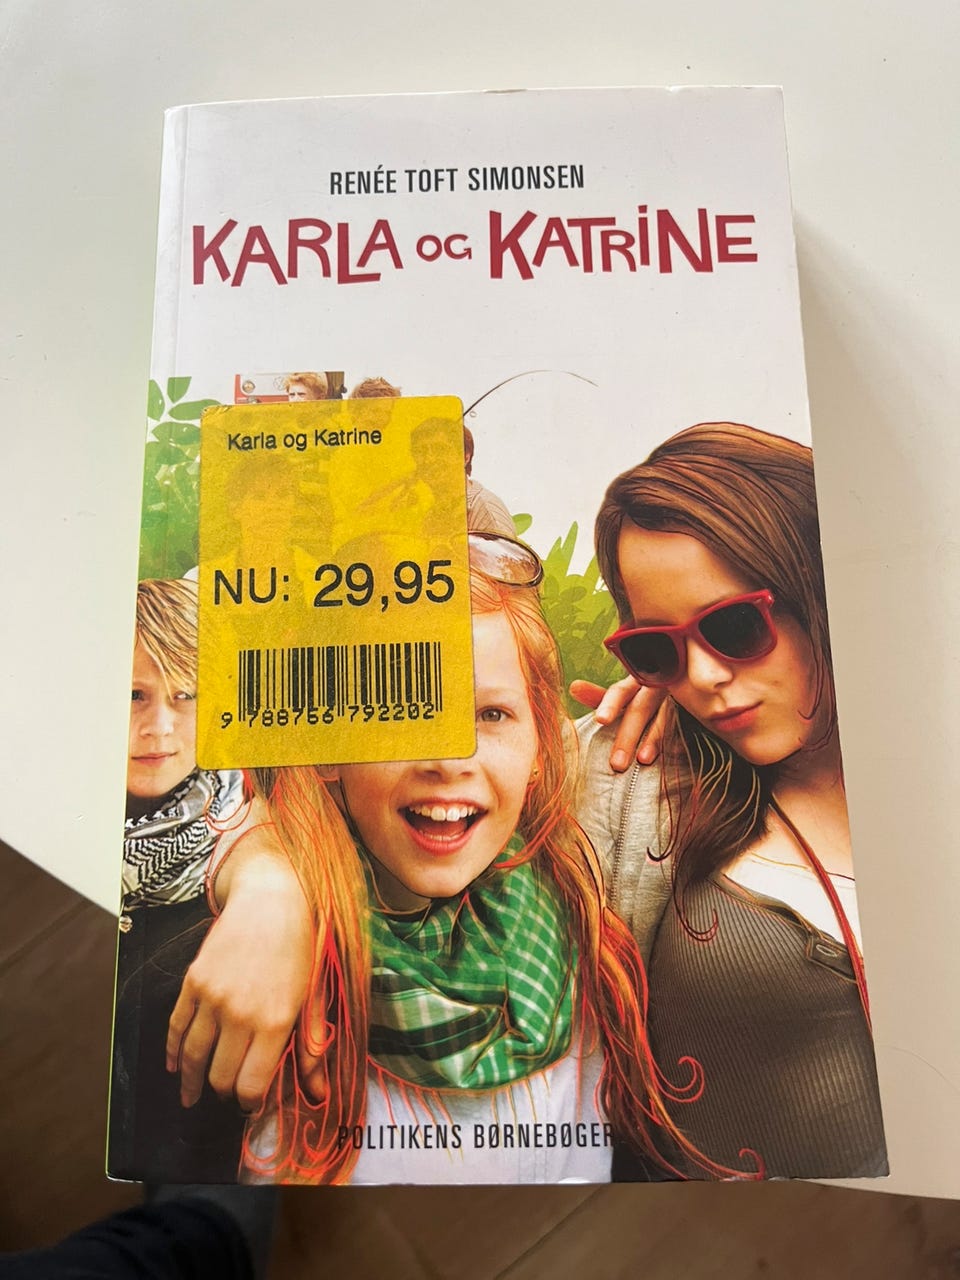 RENÉE TOFT SIMONSEN
KARLA OG KATRINE
Karla og Katrine
NU: 29,95
9 788756 792202
POLITIKENS BØRNEBØGER